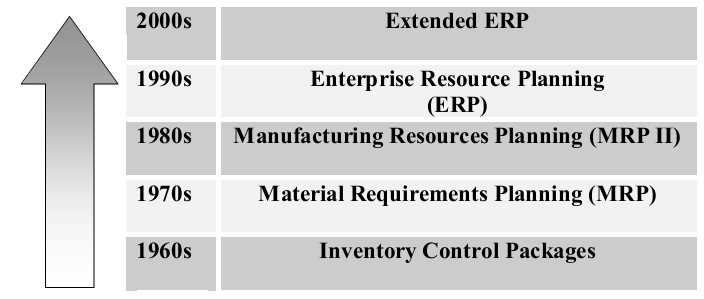 2000s Extended ERP
1990s Enterprise Resource Planning
(ERP)
1980s Manufacturing Resources Planning (MRP II)
1970s Material Requirements Planning (MRP)
1960s Inventory Control Packages